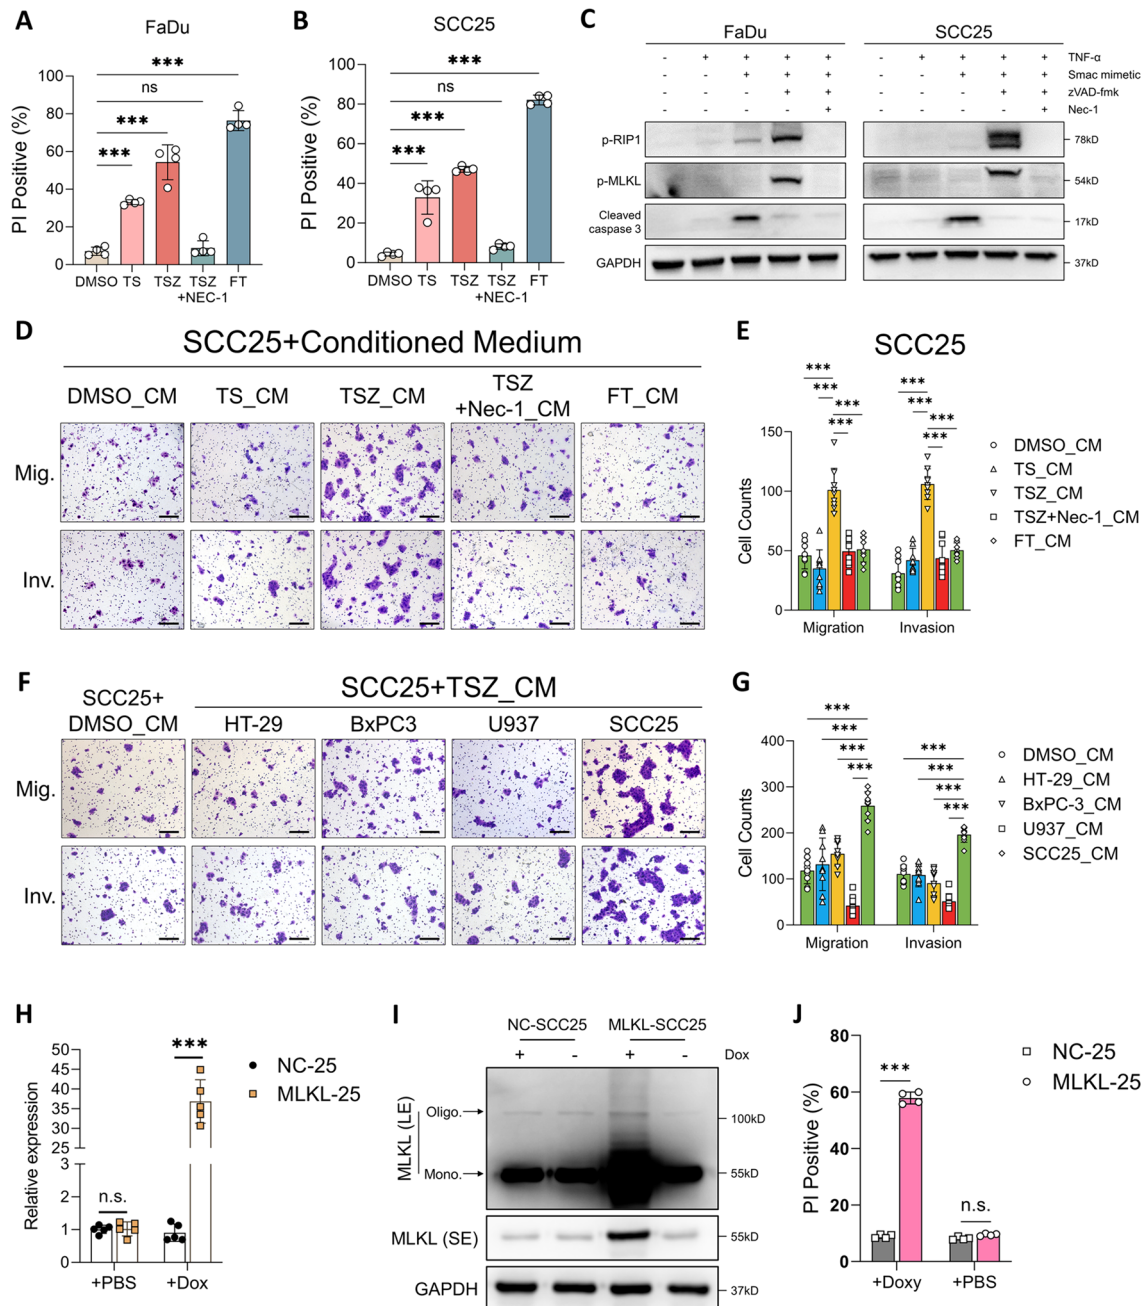 A
FaDu
PI Positive (%)
100
80
60
40
20
0
***
ns
***
***
DMSO TS TSZ TSZ FT
+NEC-1
B
SCC25
PI Positive (%)
100
80
60
40
20
0
***
ns
***
***
DMSO TS TSZ TSZ FT
+NEC-1
C
FaDu SCC25
- + + + + - + + + + TNF-α
- - + + + - - + + + Smac mimetic
- - - + + - - - + + zVAD-fmk
- - - - + - - - - + Nec-1
p-RIP1 78kD
p-MLKL 54kD
Cleaved
caspase 3 17kD
GAPDH 37kD
D
SCC25+Conditioned Medium
DMSO_CM TS_CM TSZ_CM TSZ
+Nec-1_CM FT_CM
Mig.
Inv.
E
SCC25
*** ***
*** ***
*** ***
*** ***
Cell Counts
150
100
50
0
Migration Invasion
DMSO_CM
TS_CM
TSZ_CM
TSZ+Nec-1_CM
FT_CM
F
SCC25+
DMSO_CM
SCC25+TSZ_CM
HT-29 BxPC3 U937 SCC25
Mig.
Inv.
G
*** ***
*** ***
*** ***
*** ***
Cell Counts
400
300
200
100
0
Migration Invasion
DMSO_CM
HT-29_CM
BxPC-3_CM
U937_CM
SCC25_CM
H
Relative expression
50
45
40
35
30
25
3
2
1
0
n.s.
***
+PBS +Dox
NC-25
MLKL-25
I
NC-SCC25 MLKL-SCC25
+ - + - Dox
MLKL (LE)
Oligo. 100kD
Mono. 55kD
MLKL (SE) 55kD
GAPDH 37kD
J
PI Positive (%)
80
60
40
20
0
***
n.s.
+Doxy +PBS
NC-25
MLKL-25